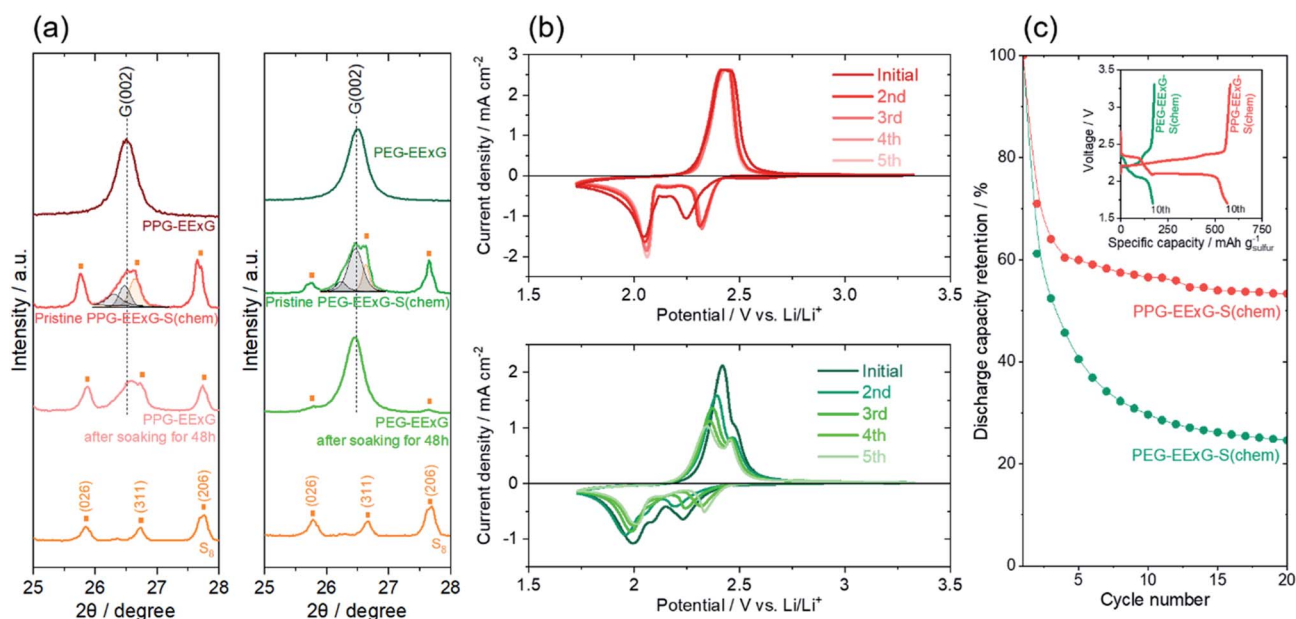 (a)
Intensity / a.u.
G(002)
PPG-EExG
Pristine PPG-EExG-S(chem)
PPG-EExG
after soaking for 48h
(026)
(311)
(206)
S8
25 26 27 28
2θ / degree
G(002)
PEG-EExG
Pristine PEG-EExG-S(chem)
PEG-EExG
after soaking for 48h
(026)
(311)
(206)
S8
25 26 27 28
2θ / degree
(b)
Current density / mA cm-2
3
2
1
0
-1
-2
Initial
2nd
3rd
4th
5th
1.5 2.0 2.5 3.0 3.5
Potential / V vs. Li/Li+
Current density / mA cm-2
3
2
1
0
-1
Initial
2nd
3rd
4th
5th
1.5 2.0 2.5 3.0 3.5
Potential / V vs. Li/Li+
(c)
Discharge capacity retention / %
100
80
60
40
20
0
Voltage / V
3.5
3.0
2.5
2.0
1.5
PEG-EExG-
S(chem)
PPG-EExG-
S(chem)
10th
10th
0 250 500 750
Specific capacity / mAh g-1sulfur
PPG-EExG-S(chem)
PEG-EExG-S(chem)
5 10 15 20
Cycle number